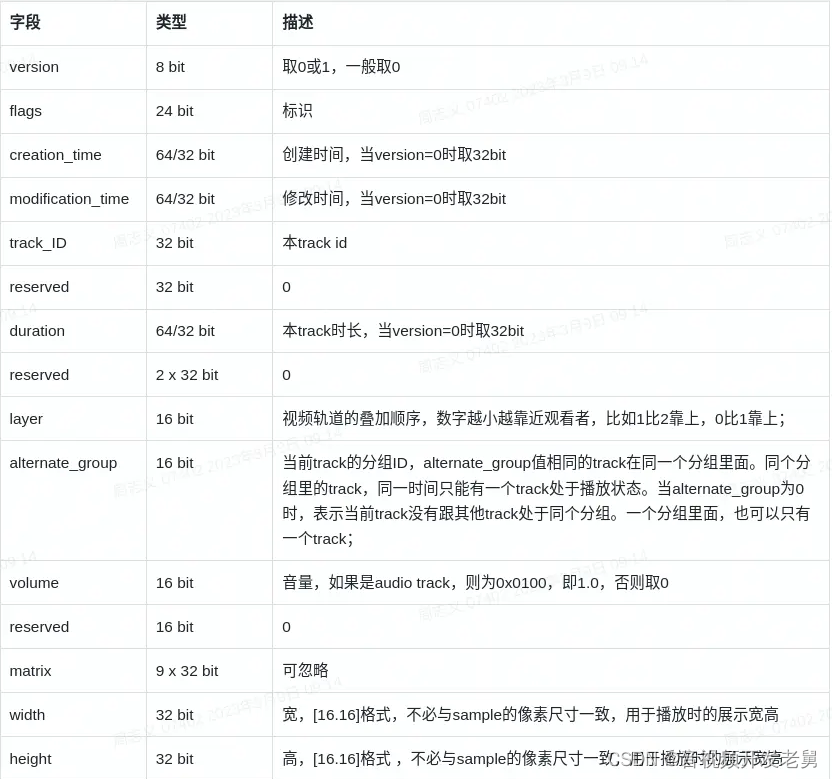 字段 类型 描述
version 8 bit 取0或1，一般取0
flags 24 bit 标识
creation_time 64/32 bit 创建时间，当version=0时取32bit
modification_time 64/32 bit 修改时间，当version=0时取32bit
track_ID 32 bit 本track id
reserved 32 bit 0
duration 64/32 bit 本track时长，当version=0时取32bit
reserved 2 x 32 bit 0
layer 16 bit 视频轨道的叠加顺序，数字越小越靠近观看者，比如1比2靠上，0比1靠上；
alternate_group 16 bit 当前track的分组ID，alternate_group值相同的track在同一个分组里面。同个分
组里的track，同一时间只能有一个track处于播放状态。当alternate_group为0
时，表示当前track没有跟其他track处于同个分组。一个分组里面，也可以只有
一个track；
volume 16 bit 音量，如果是audio track，则为0x0100，即1.0，否则取0
reserved 16 bit 0
matrix 9 x 32 bit 可忽略
width 32 bit 宽，[16.16]格式，不必与sample的像素尺寸一致，用于播放时的展示宽高
height 32 bit 高，[16.16]格式 ，不必与sample的像素尺寸一致，用于播放时的展示宽高
CSDN @音视频开发老舅